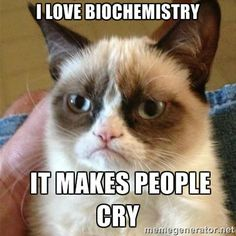 I LOVE BIOCHEMISTRY
IT MAKES PEOPLE
CRY
memegenerator.net